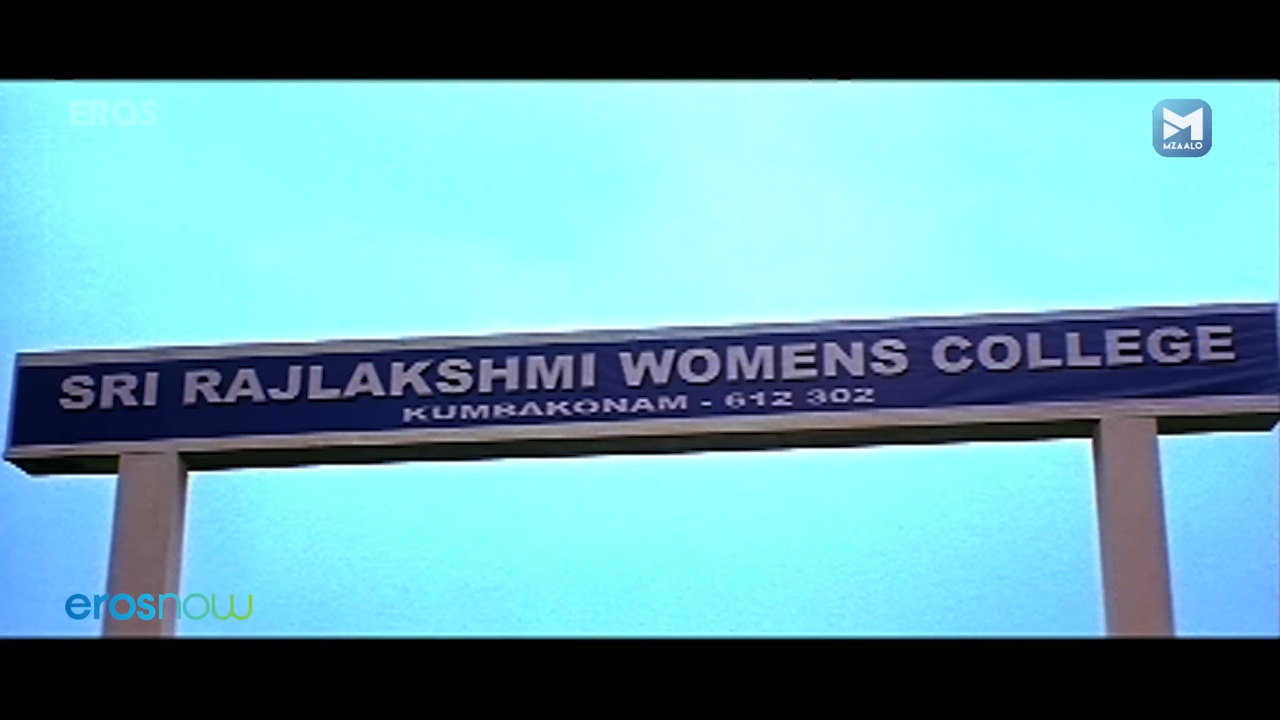 EROS
M
MZAALO
SRI RAJLAKSHMI WOMENS COLLEGE
KUMBAKONAM - 612 302
erosnow